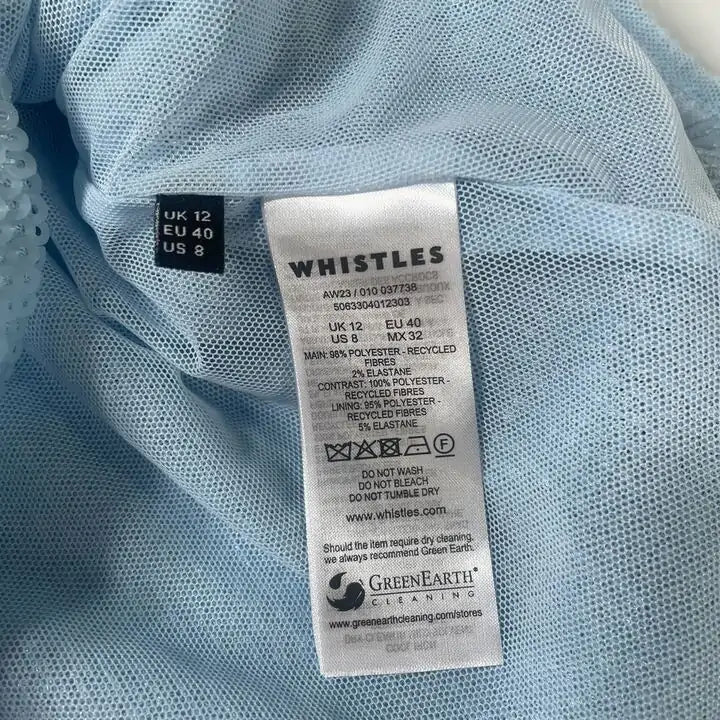 UK 12
EU 40
US 8
WHISTLES
AW23 / 010 037738
5063304012303
UK 12 EU 40
US 8 MX 32
MAIN: 98% POLYESTER - RECYCLED
FIBRES
2% ELASTANE
CONTRAST: 100% POLYESTER -
RECYCLED FIBRES
LINING: 95% POLYESTER -
RECYCLED FIBRES
5% ELASTANE
F
DO NOT WASH
DO NOT BLEACH
DO NOT TUMBLE DRY
www.whistles.com
Should the item require dry cleaning,
we always recommend Green Earth.
GREENEARTH®
CLEANING
www.greenearthcleaning.com/stores